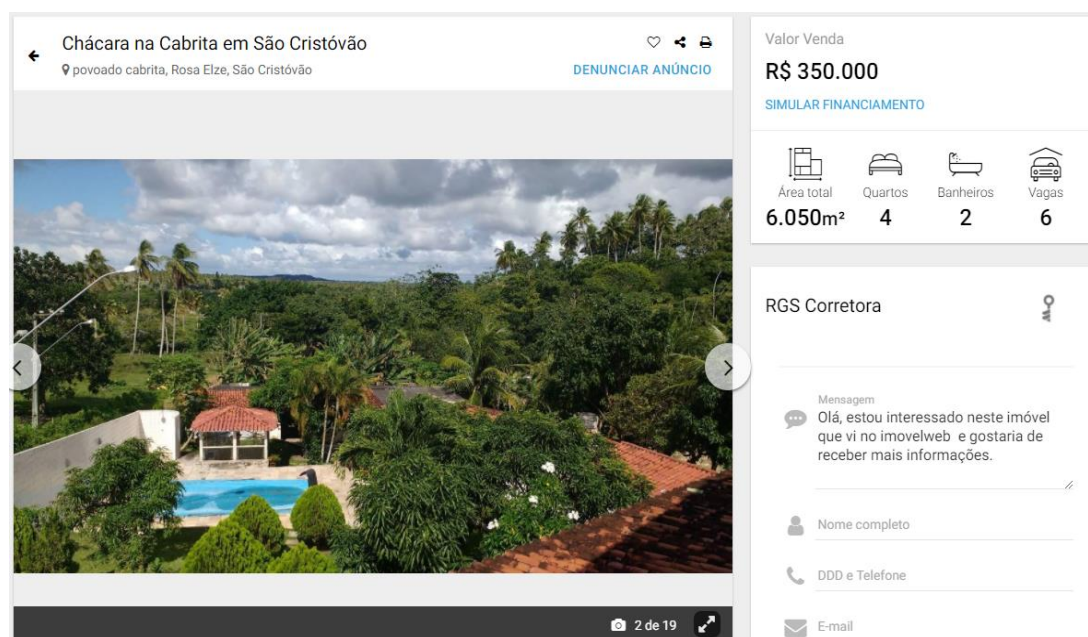 Chácara na Cabrita em São Cristóvão
povoado cabrita, Rosa Elze, São Cristóvão
DENUNCIAR ANÚNCIO
2 de 19
Valor Venda
R$ 350.000
SIMULAR FINANCIAMENTO
Área total Quartos Banheiros Vagas
6.050m² 4 2 6
RGS Corretora
Mensagem
Olá, estou interessado neste imóvel
que vi no imovelweb e gostaria de
receber mais informações.
Nome completo
DDD e Telefone
E-mail